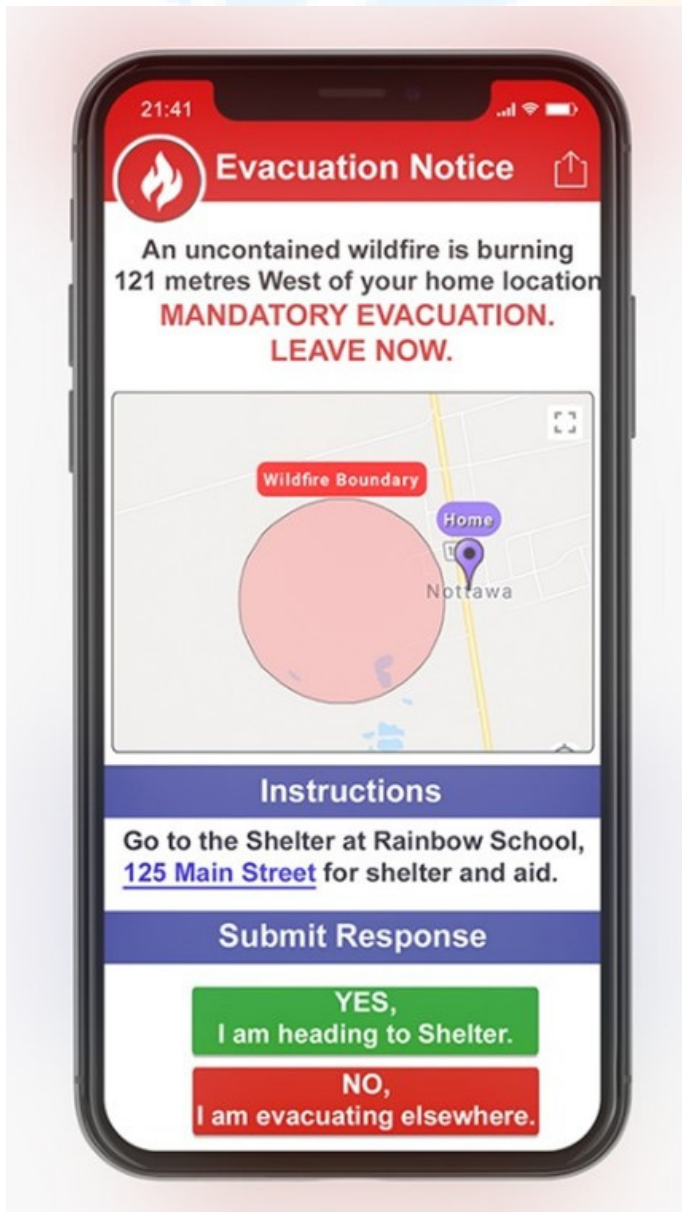 21:41
Evacuation Notice
An uncontained wildfire is burning
121 metres West of your home location
MANDATORY EVACUATION.
LEAVE NOW.
Wildfire Boundary
Home
Nottawa
Instructions
Go to the Shelter at Rainbow School,
125 Main Street for shelter and aid.
Submit Response
YES,
I am heading to Shelter.
NO,
I am evacuating elsewhere.